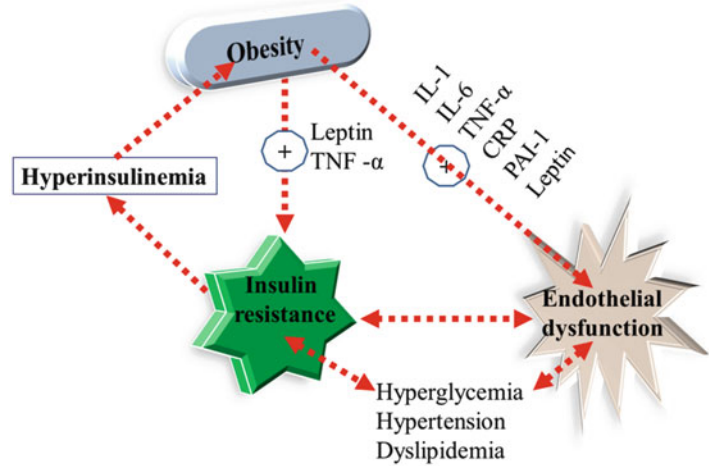 Obesity
IL-1
IL-6
TNF-α
CRP
PAI-1
Leptin
+
Leptin
TNF -α
+
Hyperinsulinemia
Insulin
resistance
Endothelial
dysfunction
Hyperglycemia
Hypertension
Dyslipidemia